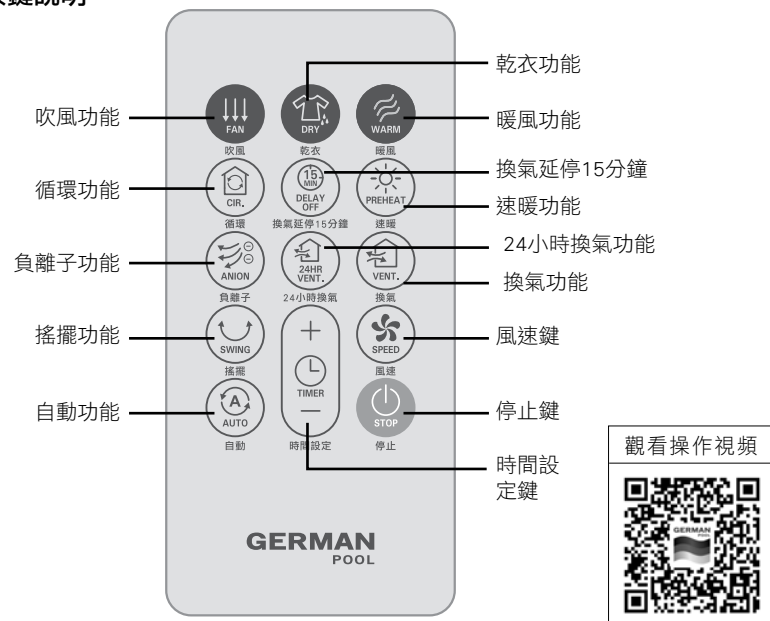 乾衣功能
吹風功能
暖風功能
FAN
DRY
WARM
吹風
乾衣
暖風
換氣延停15分鐘
循環功能
速暖功能
CIR.
15
MIN
DELAY
OFF
PREHEAT
循環
換氣延停15分鐘
速暖
24小時換氣功能
負離子功能
換氣功能
ANION
24HR
VENT.
VENT.
負離子
24小時換氣
換氣
搖擺功能
風速鍵
SWING
SPEED
搖擺
風速
TIMER
自動功能
停止鍵
A
AUTO
STOP
自動
時間設定
停止
時間設
定鍵
觀看操作視頻
GERMAN
POOL
GERMAN
POOL